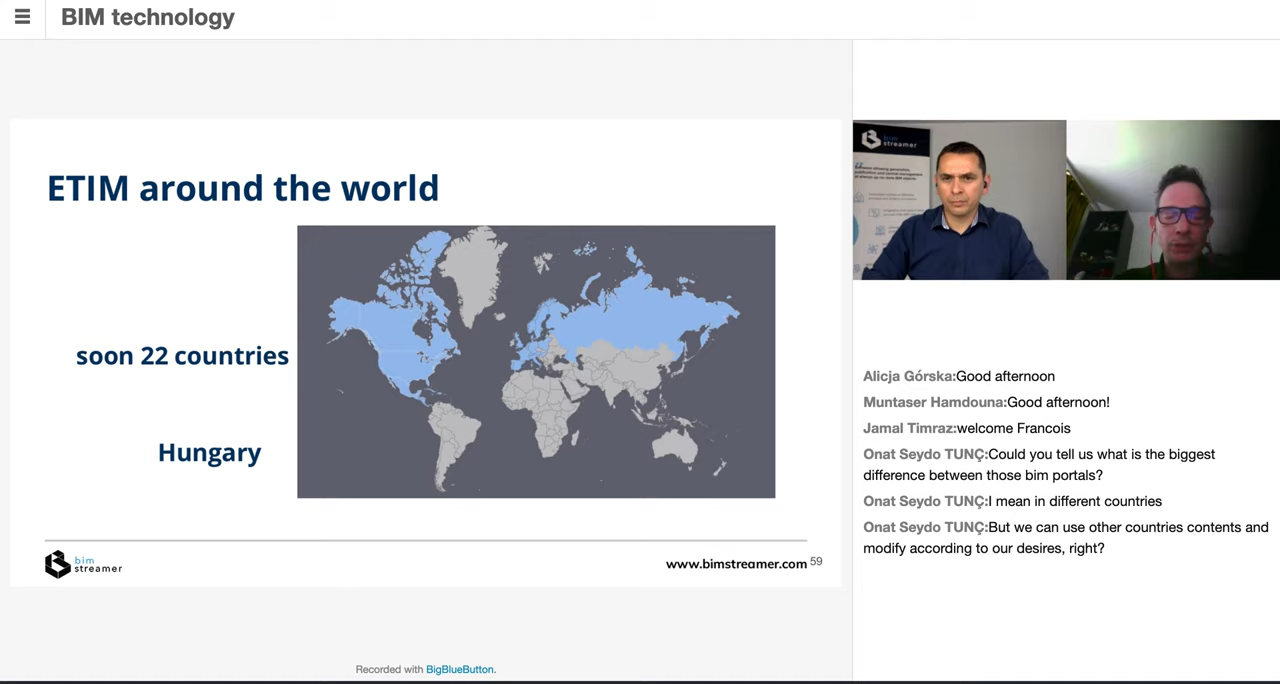 BIM technology
ETIM around the world
soon 22 countries
Hungary
bim
streamer
www.bimstreamer.com 59
Recorded with BigBlueButton.
bim
streamer
Alicja Górska:Good afternoon
Muntaser Hamdouna:Good afternoon!
Jamal Timraz:welcome Francois
Onat Seydo TUNÇ:Could you tell us what is the biggest
difference between those bim portals?
Onat Seydo TUNÇ:I mean in different countries
Onat Seydo TUNÇ:But we can use other countries contents and
modify according to our desires, right?